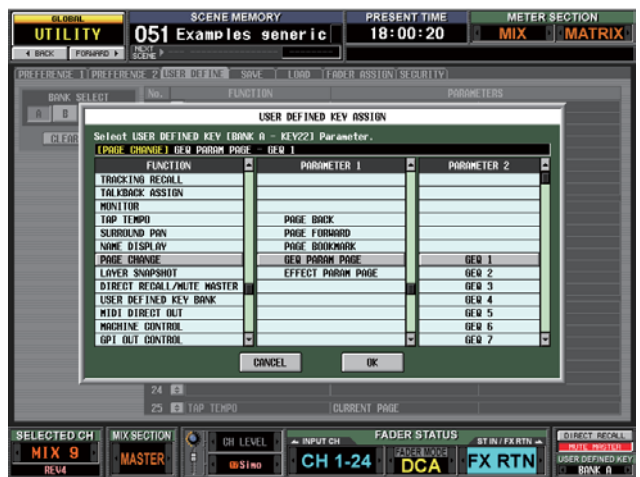 GLOBAL
UTILITY
BACK FORWARD
SCENE MEMORY
051 Examples generic
NEXT SCENE
PRESENT TIME
18:00:20
METER SECTION
MIX MATRIX
PREFERENCE 1 PREFERENCE 2 USER DEFINE SAVE LOAD FADER ASSIGN SECURITY
BANK SELECT No. FUNCTION PARAMETERS
A B
CLEAR
USER DEFINED KEY ASSIGN
Select USER DEFINED KEY [BANK A - KEY22] Parameter.
[PAGE CHANGE] GEQ PARAM PAGE - GEQ 1
FUNCTION PARAMETER 1 PARAMETER 2
TRACKING RECALL
TALKBACK ASSIGN
MONITOR
TAP TEMPO PAGE BACK
SURROUND PAN PAGE FORWARD
NAME DISPLAY PAGE BOOKMARK
PAGE CHANGE GEQ PARAM PAGE GEQ 1
LAYER SNAPSHOT EFFECT PARAM PAGE GEQ 2
DIRECT RECALL/MUTE MASTER GEQ 3
USER DEFINED KEY BANK GEQ 4
MIDI DIRECT OUT GEQ 5
MACHINE CONTROL GEQ 6
GPI OUT CONTROL GEQ 7
CANCEL OK
24
25 TAP TEMPO CURRENT PAGE
SELECTED CH
MIX 9
REV4
MIX SECTION
MASTER
CH LEVEL
Simo
FADER STATUS
INPUT CH
CH 1-24
FADER MODE
DCA
ST IN / FX RTN
FX RTN
DIRECT RECALL
MUTE MASTER
USER DEFINED KEY
BANK A